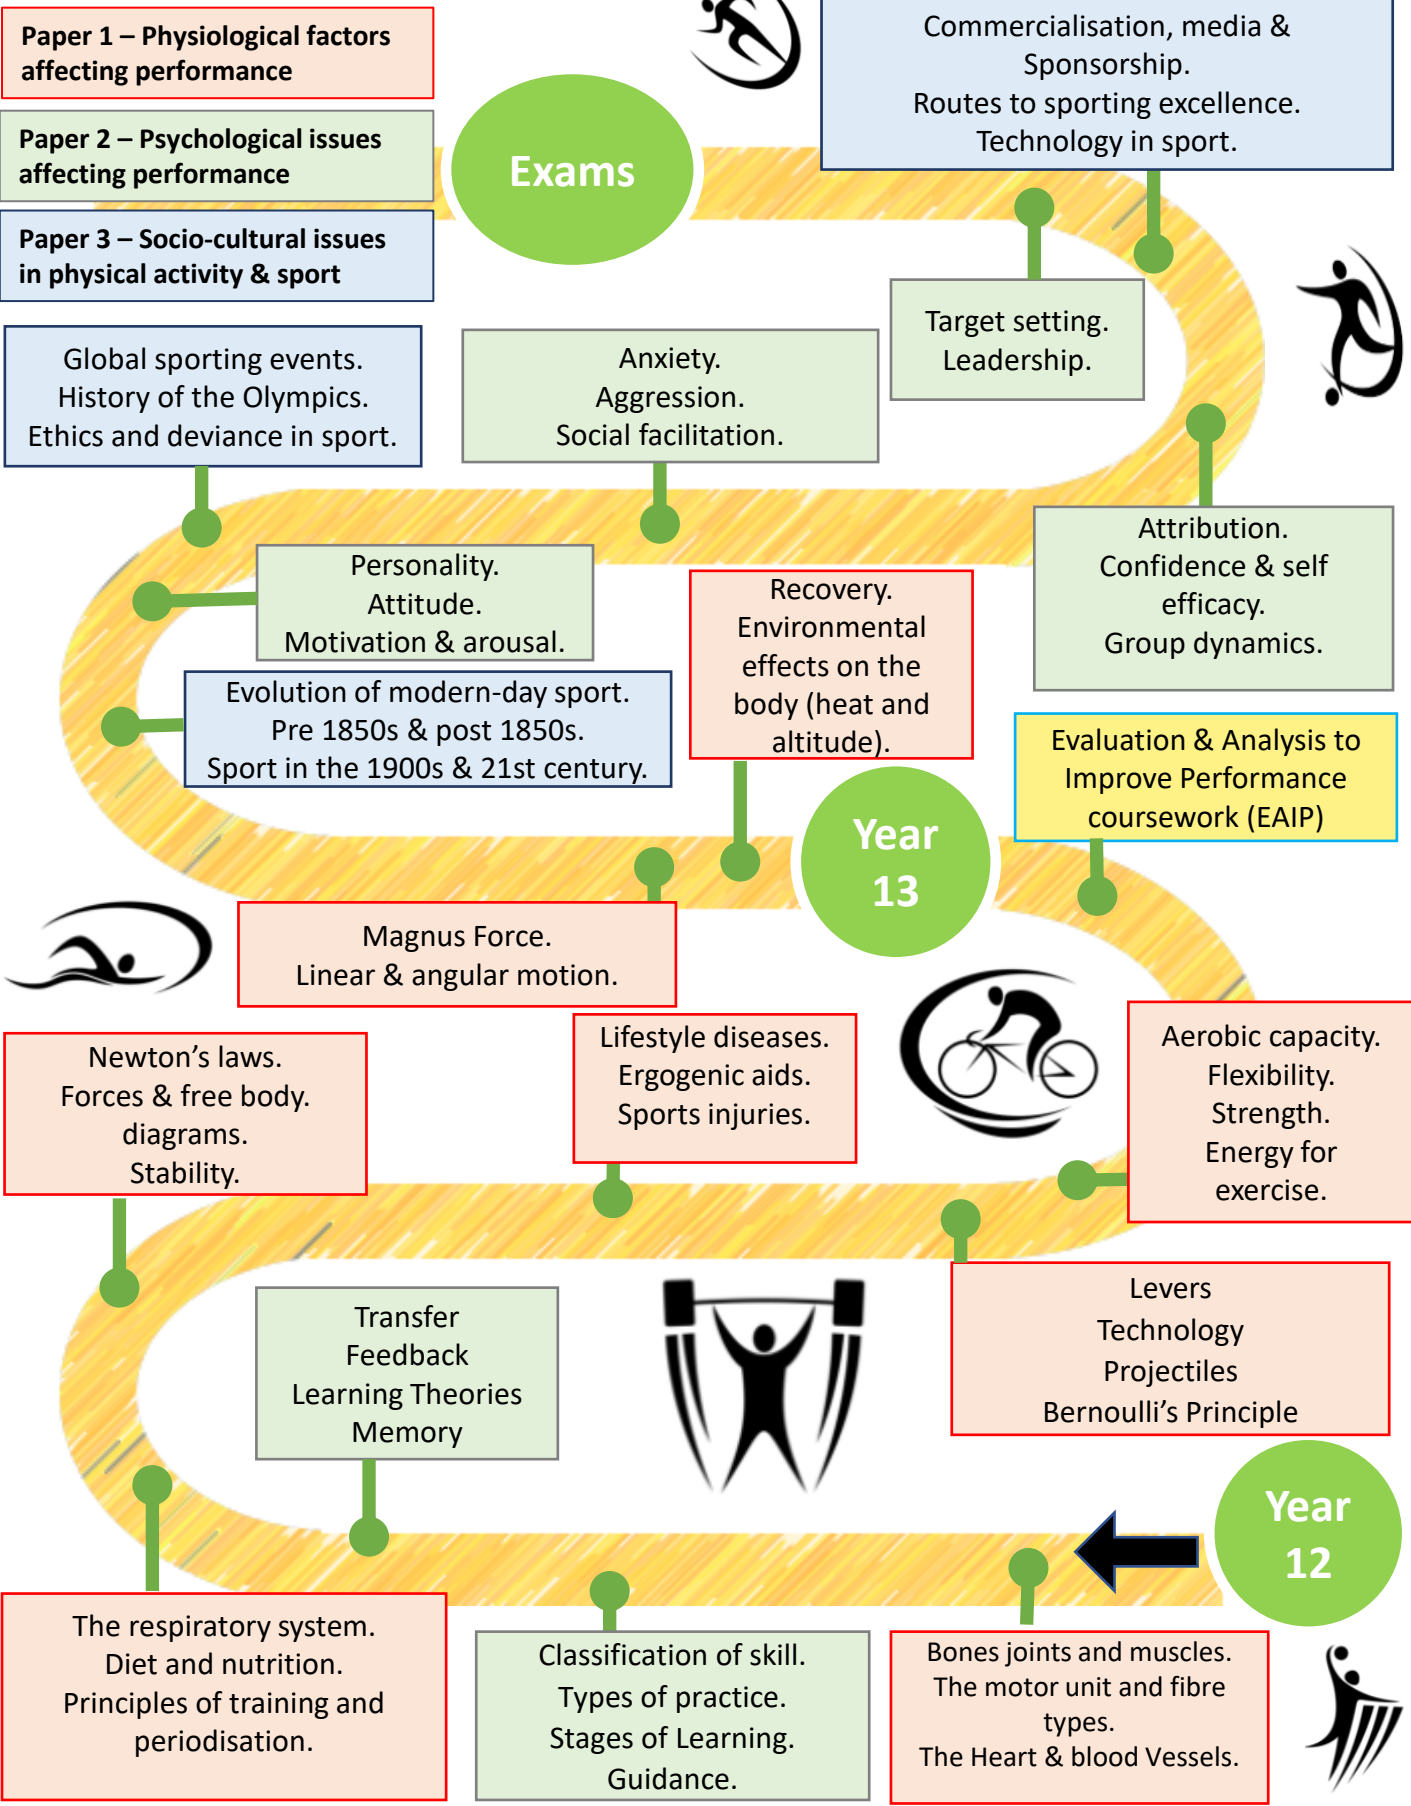 Paper 1 – Physiological factors
affecting performance
Paper 2 – Psychological issues
affecting performance
Paper 3 – Socio-cultural issues
in physical activity & sport
Exams
Commercialisation, media &
Sponsorship.
Routes to sporting excellence.
Technology in sport.
Target setting.
Leadership.
Global sporting events.
History of the Olympics.
Ethics and deviance in sport.
Anxiety.
Aggression.
Social facilitation.
Attribution.
Confidence & self
efficacy.
Group dynamics.
Personality.
Attitude.
Motivation & arousal.
Recovery.
Environmental
effects on the
body (heat and
altitude).
Evolution of modern-day sport.
Pre 1850s & post 1850s.
Sport in the 1900s & 21st century.
Evaluation & Analysis to
Improve Performance
coursework (EAIP)
Year
13
Magnus Force.
Linear & angular motion.
Newton’s laws.
Forces & free body.
diagrams.
Stability.
Lifestyle diseases.
Ergogenic aids.
Sports injuries.
Aerobic capacity.
Flexibility.
Strength.
Energy for
exercise.
Transfer
Feedback
Learning Theories
Memory
Levers
Technology
Projectiles
Bernoulli’s Principle
Year
12
The respiratory system.
Diet and nutrition.
Principles of training and
periodisation.
Classification of skill.
Types of practice.
Stages of Learning.
Guidance.
Bones joints and muscles.
The motor unit and fibre
types.
The Heart & blood Vessels.